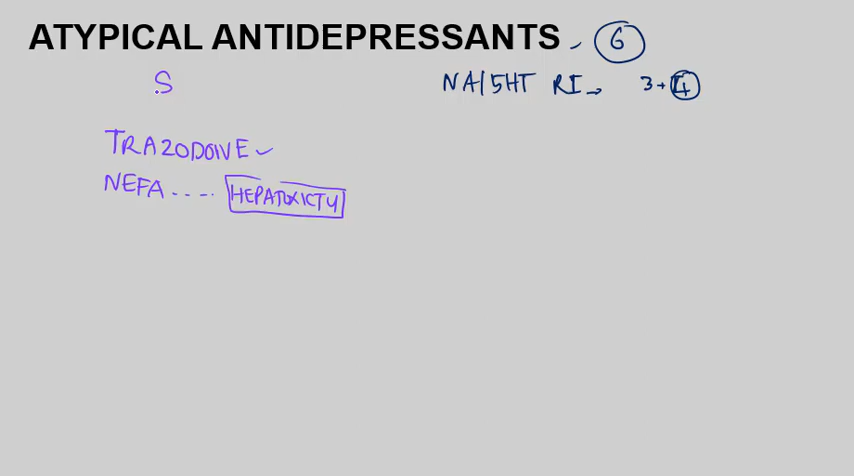 ATYPICAL ANTIDEPRESSANTS - 6
S
NA/5HT RI → 3+4
TRAZODONE ✓
NEFA .... HEPATOXICTY